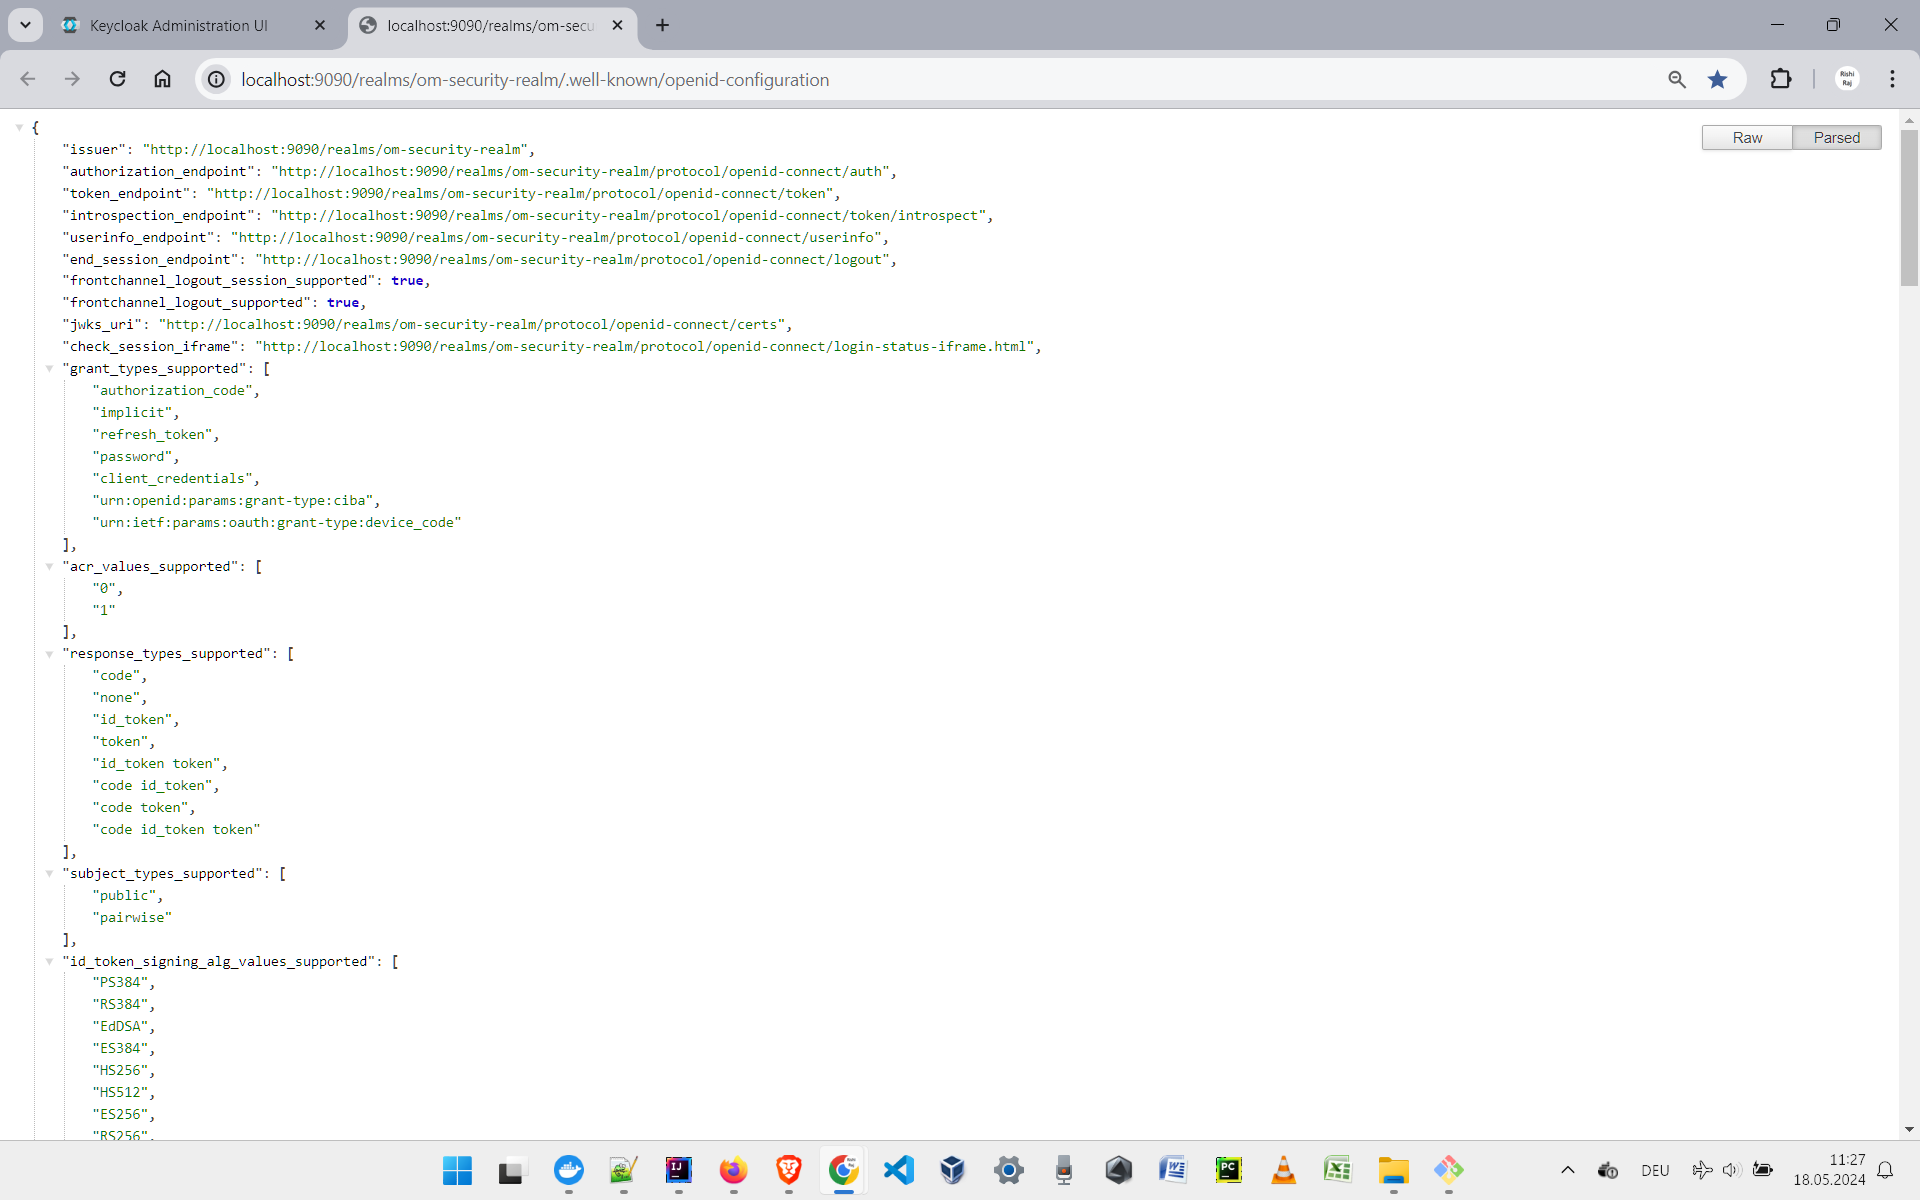 Keycloak Administration UI
localhost:9090/realms/om-secu
localhost:9090/realms/om-security-realm/.well-known/openid-configuration
Rishi
Raj
Raw
Parsed
{
"issuer": "http://localhost:9090/realms/om-security-realm",
"authorization_endpoint": "http://localhost:9090/realms/om-security-realm/protocol/openid-connect/auth",
"token_endpoint": "http://localhost:9090/realms/om-security-realm/protocol/openid-connect/token",
"introspection_endpoint": "http://localhost:9090/realms/om-security-realm/protocol/openid-connect/token/introspect",
"userinfo_endpoint": "http://localhost:9090/realms/om-security-realm/protocol/openid-connect/userinfo",
"end_session_endpoint": "http://localhost:9090/realms/om-security-realm/protocol/openid-connect/logout",
"frontchannel_logout_session_supported": true,
"frontchannel_logout_supported": true,
"jwks_uri": "http://localhost:9090/realms/om-security-realm/protocol/openid-connect/certs",
"check_session_iframe": "http://localhost:9090/realms/om-security-realm/protocol/openid-connect/login-status-iframe.html",
"grant_types_supported": [
"authorization_code",
"implicit",
"refresh_token",
"password",
"client_credentials",
"urn:openid:params:grant-type:ciba",
"urn:ietf:params:oauth:grant-type:device_code"
],
"acr_values_supported": [
"0",
"1"
],
"response_types_supported": [
"code",
"none",
"id_token",
"token",
"id_token token",
"code id_token",
"code token",
"code id_token token"
],
"subject_types_supported": [
"public",
"pairwise"
],
"id_token_signing_alg_values_supported": [
"PS384",
"RS384",
"EdDSA",
"ES384",
"HS256",
"HS512",
"ES256",
"RS256",
IJ
PC
DEU
11:27
18.05.2024